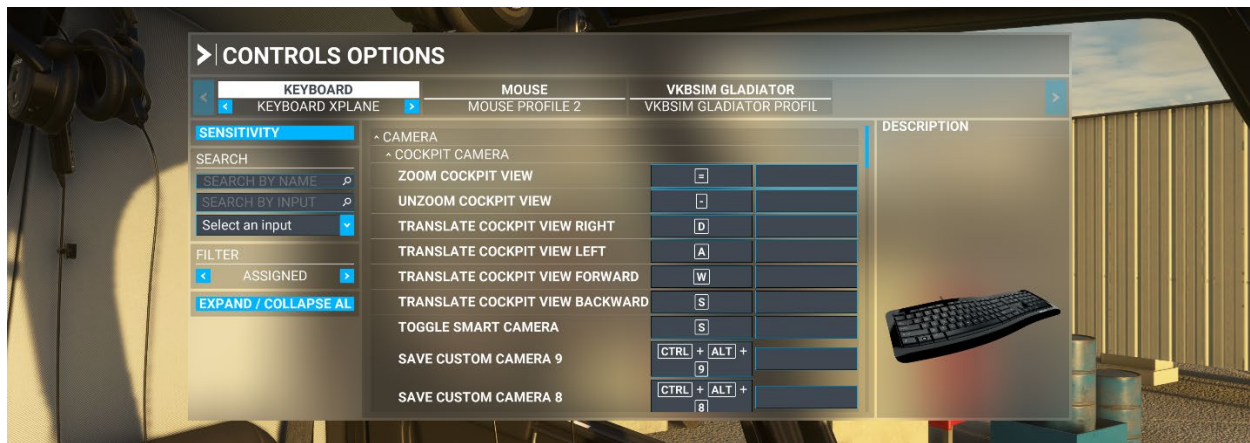 CONTROLS OPTIONS
KEYBOARD
KEYBOARD XPLANE
MOUSE
MOUSE PROFILE 2
VKBSIM GLADIATOR
VKBSIM GLADIATOR PROFIL
SENSITIVITY
SEARCH
SEARCH BY NAME
SEARCH BY INPUT
Select an input
FILTER
ASSIGNED
EXPAND / COLLAPSE AL
CAMERA
COCKPIT CAMERA
ZOOM COCKPIT VIEW =
UNZOOM COCKPIT VIEW -
TRANSLATE COCKPIT VIEW RIGHT D
TRANSLATE COCKPIT VIEW LEFT A
TRANSLATE COCKPIT VIEW FORWARD W
TRANSLATE COCKPIT VIEW BACKWARD S
TOGGLE SMART CAMERA S
SAVE CUSTOM CAMERA 9 CTRL + ALT +
9
SAVE CUSTOM CAMERA 8 CTRL + ALT +
8
DESCRIPTION